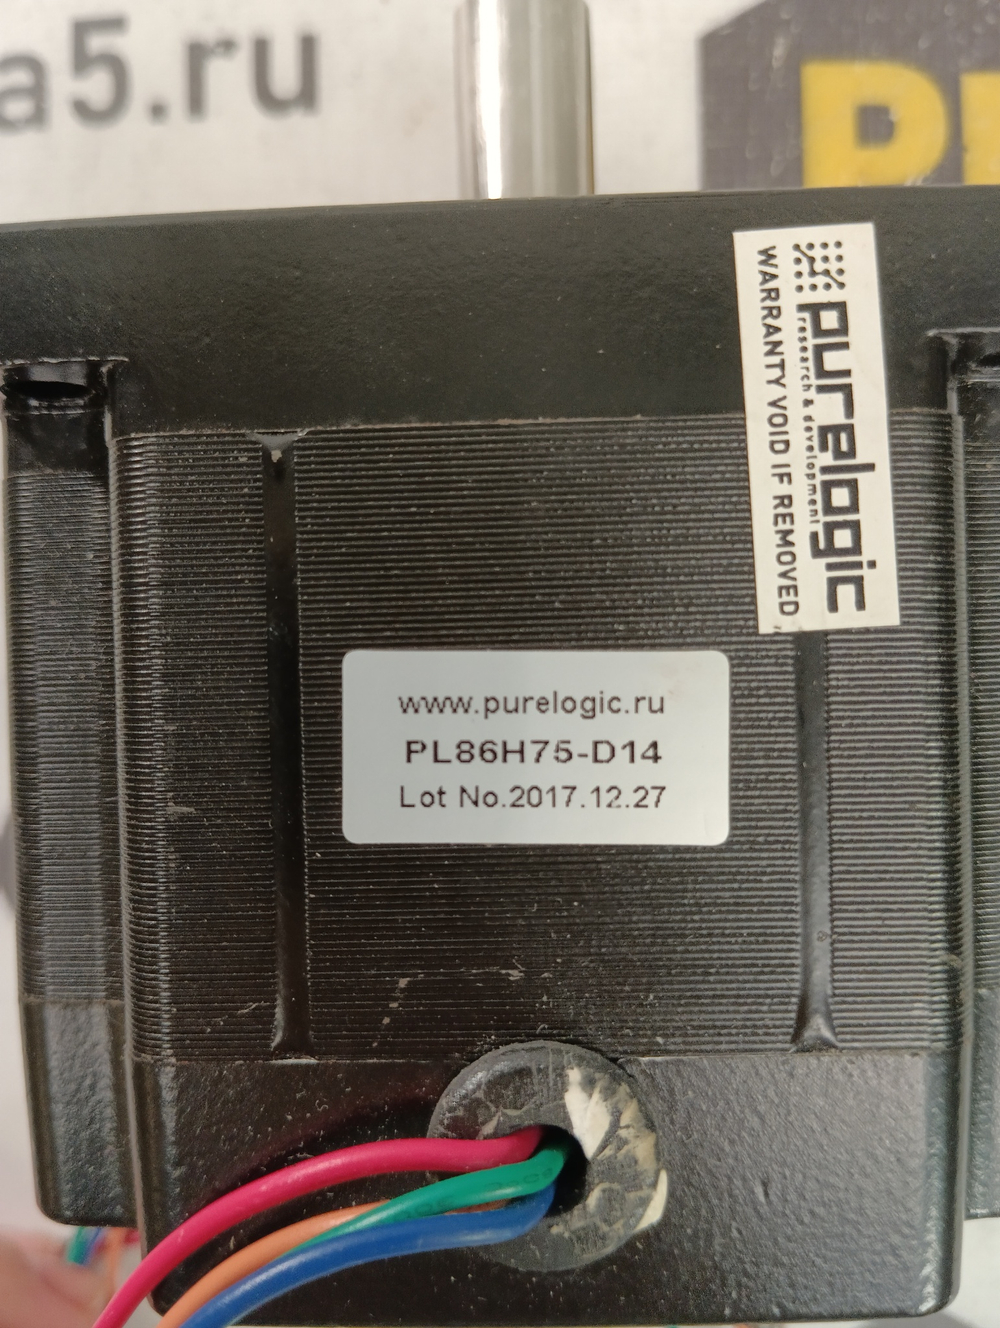 a5.ru
purelogic
research & development
WARRANTY VOID IF REMOVED
www.purelogic.ru
PL86H75-D14
Lot No.2017.12.27